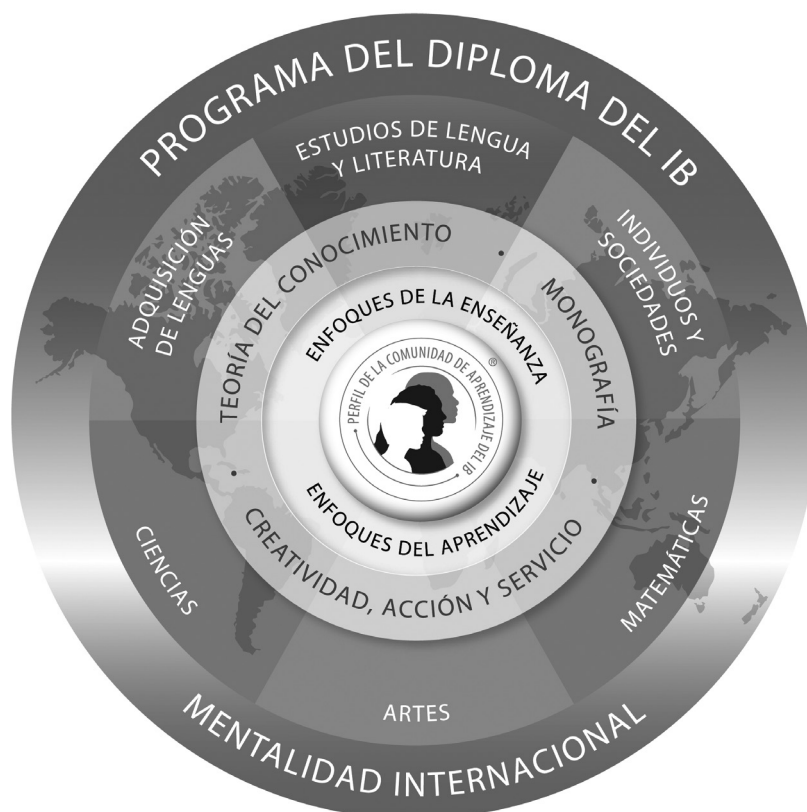 PROGRAMA DEL DIPLOMA DEL IB
ESTUDIOS DE LENGUA
Y LITERATURA
ADQUISICIÓN
DE LENGUAS
INDIVIDUOS Y
SOCIEDADES
TEORÍA DEL CONOCIMIENTO
MONOGRAFÍA
ENFOQUES DE LA ENSEÑANZA
PERFIL DE LA COMUNIDAD DE APRENDIZAJE DEL IB
®
ENFOQUES DEL APRENDIZAJE
CREATIVIDAD, ACCIÓN Y SERVICIO
CIENCIAS
MATEMÁTICAS
ARTES
MENTALIDAD INTERNACIONAL